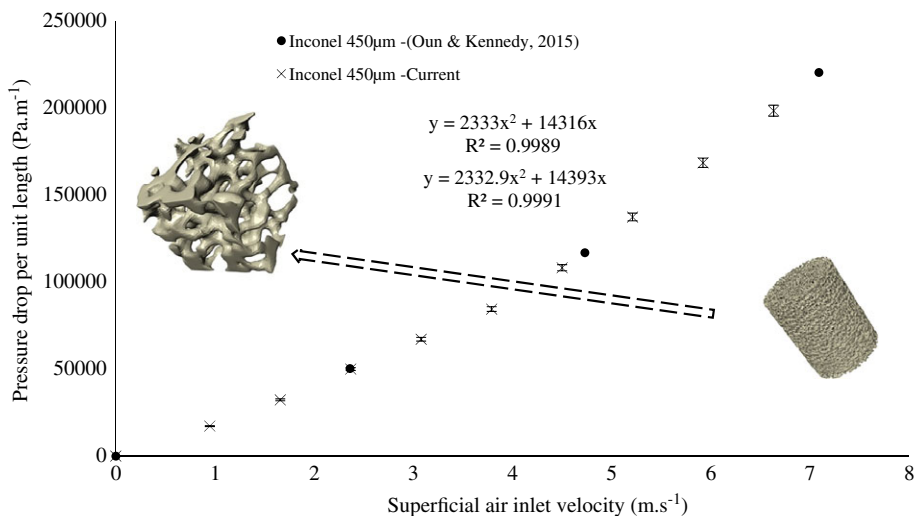 250000
200000
150000
100000
50000
0
Pressure drop per unit length (Pa.m⁻¹)
Inconel 450μm -(Oun & Kennedy, 2015)
Inconel 450μm -Current
y = 2333x² + 14316x
R² = 0.9989
y = 2332.9x² + 14393x
R² = 0.9991
0 1 2 3 4 5 6 7 8
Superficial air inlet velocity (m.s⁻¹)